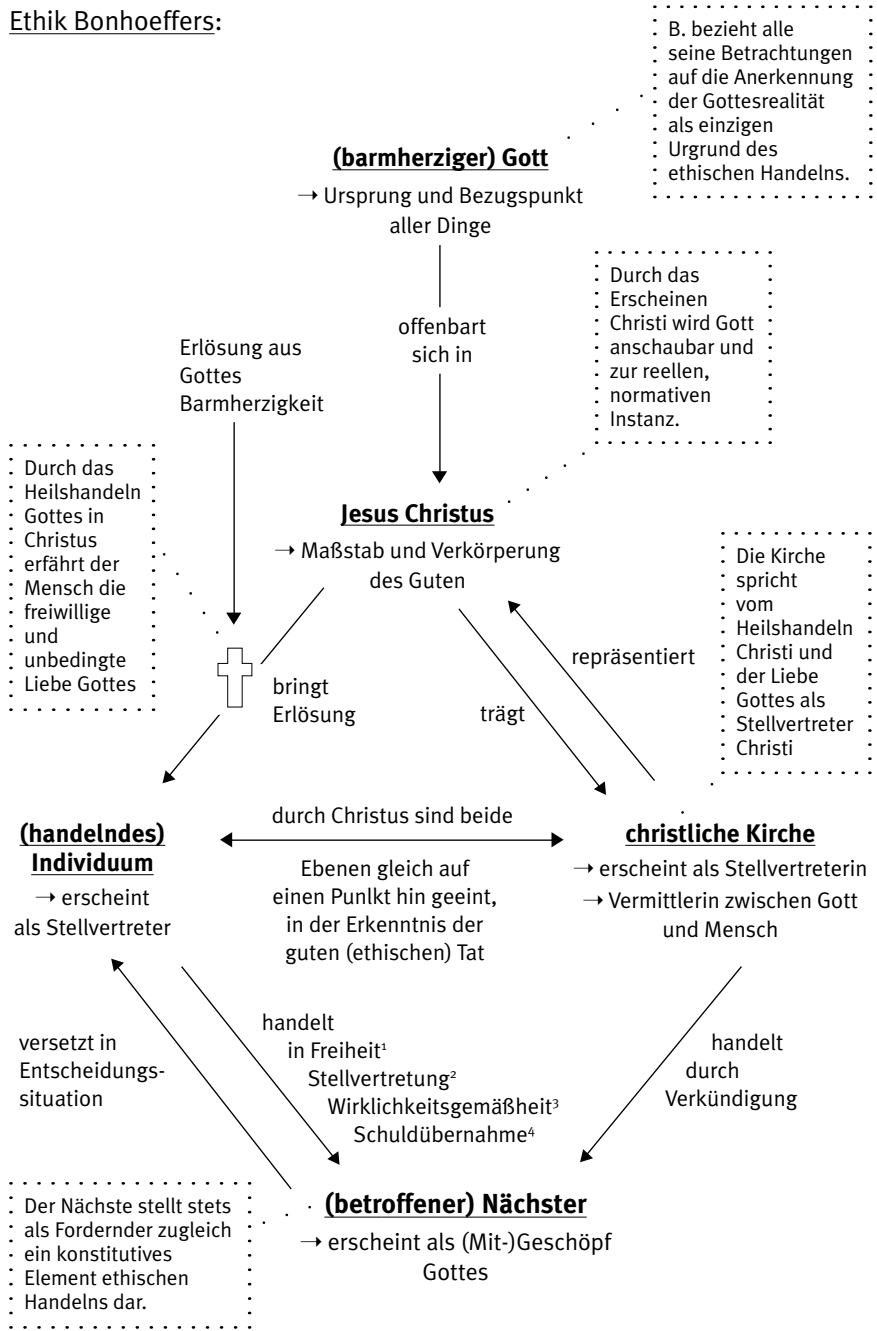 Ethik Bonhoeffers:
B. bezieht alle
seine Betrachtungen
auf die Anerkennung
der Gottesrealität
als einzigen
Urgrund des
ethischen Handelns.
(barmherziger) Gott
→ Ursprung und Bezugspunkt
aller Dinge
offenbart
sich in
Durch das
Erscheinen
Christi wird Gott
anschaubar und
zur reellen,
normativen
Instanz.
Erlösung aus
Gottes
Barmherzigkeit
Durch das
Heilshandeln
Gottes in
Christus
erfährt der
Mensch die
freiwillige
und
unbedingte
Liebe Gottes
Jesus Christus
→ Maßstab und Verkörperung
des Guten
Die Kirche
spricht
vom
Heilshandeln
Christi und
der Liebe
Gottes als
Stellvertreter
Christi
bringt
Erlösung
trägt
repräsentiert
(handelndes)
Individuum
→ erscheint
als Stellvertreter
durch Christus sind beide
Ebenen gleich auf
einen Punlkt hin geeint,
in der Erkenntnis der
guten (ethischen) Tat
christliche Kirche
→ erscheint als Stellvertreterin
→ Vermittlerin zwischen Gott
und Mensch
versetzt in
Entscheidungs-
situation
handelt
in Freiheit¹
Stellvertretung²
Wirklichkeitsgemäßheit³
Schuldübernahme⁴
handelt
durch
Verkündigung
Der Nächste stellt stets
als Fordernder zugleich
ein konstitutives
Element ethischen
Handelns dar.
(betroffener) Nächster
→ erscheint als (Mit-)Geschöpf
Gottes